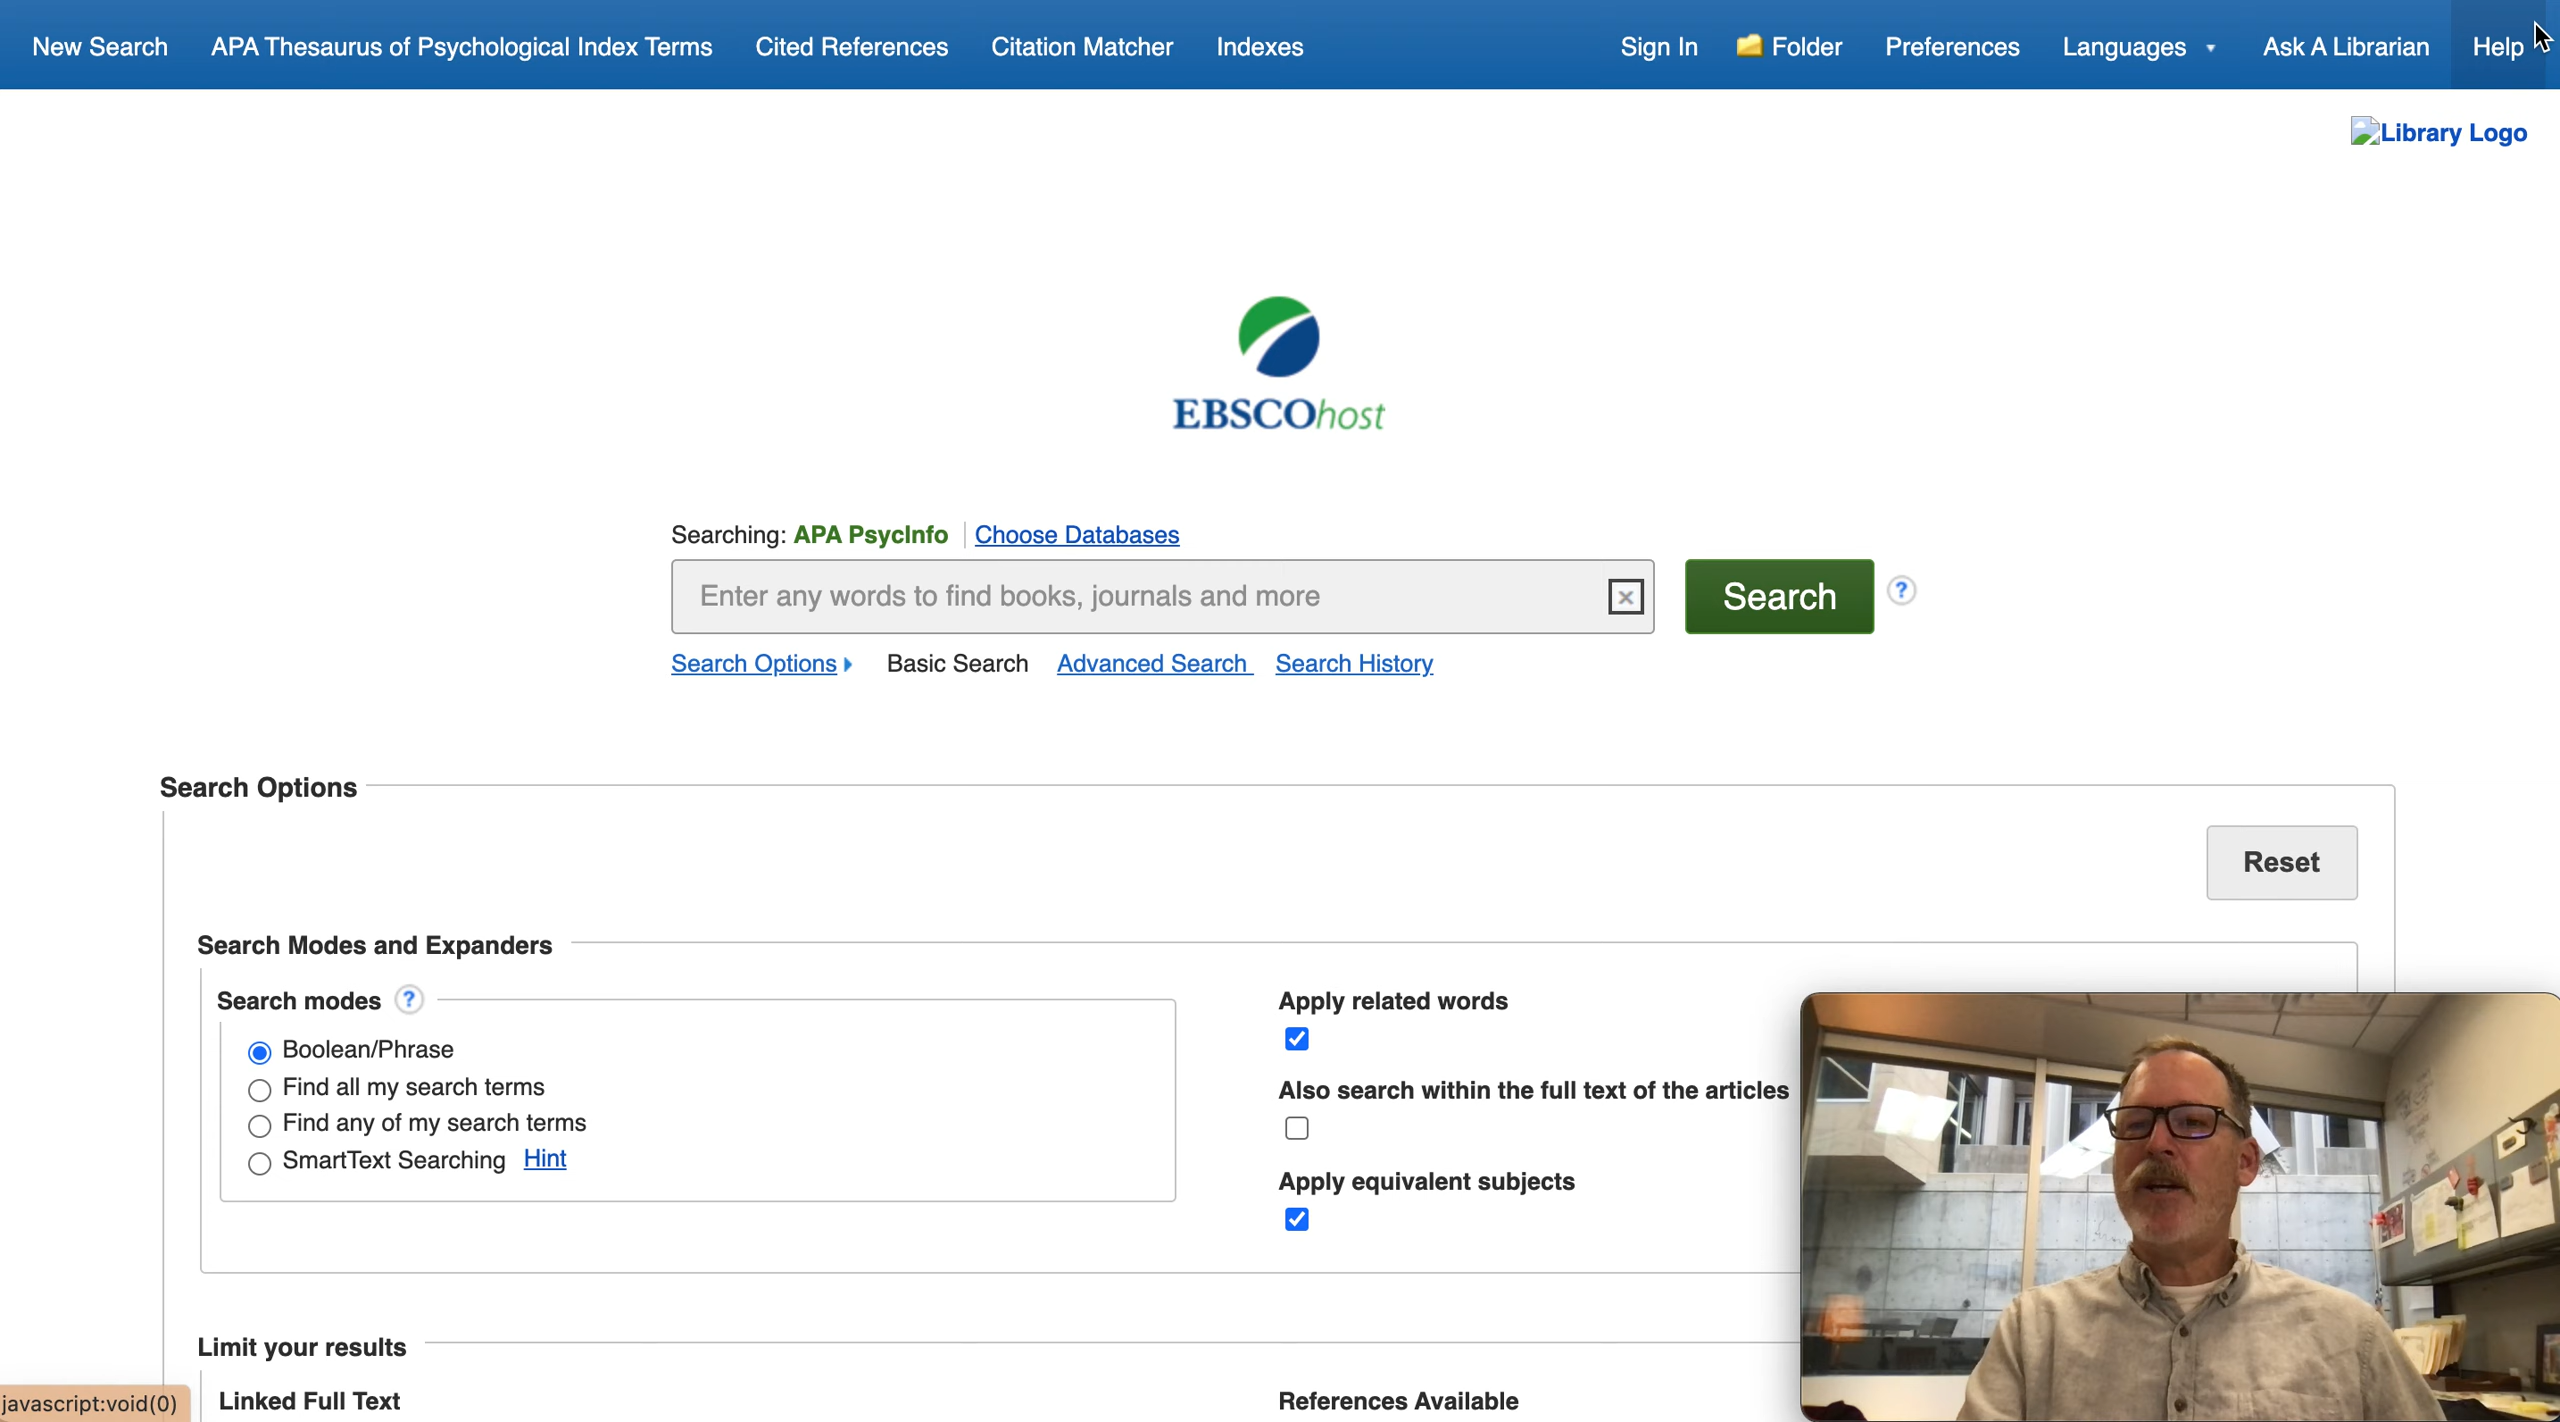 New Search APA Thesaurus of Psychological Index Terms Cited References Citation Matcher Indexes Sign In Folder Preferences Languages Ask A Librarian Help
Library Logo
EBSCOhost
Searching: APA PsycInfo Choose Databases
Enter any words to find books, journals and more Search ?
Search Options Basic Search Advanced Search Search History
Search Options
Reset
Search Modes and Expanders
Search modes ?
Boolean/Phrase
Find all my search terms
Find any of my search terms
SmartText Searching Hint
Apply related words
Also search within the full text of the articles
Apply equivalent subjects
Limit your results
Linked Full Text
References Available
javascript:void(0)